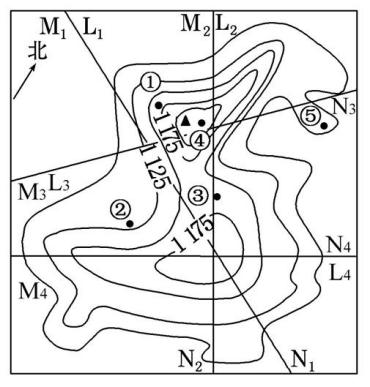 M₁ L₁ M₂ L₂
北
①
N₃
⑤
1 175
④
1 125
M₃ L₃
③
②
1 175
N₄
L₄
M₄
N₂ N₁